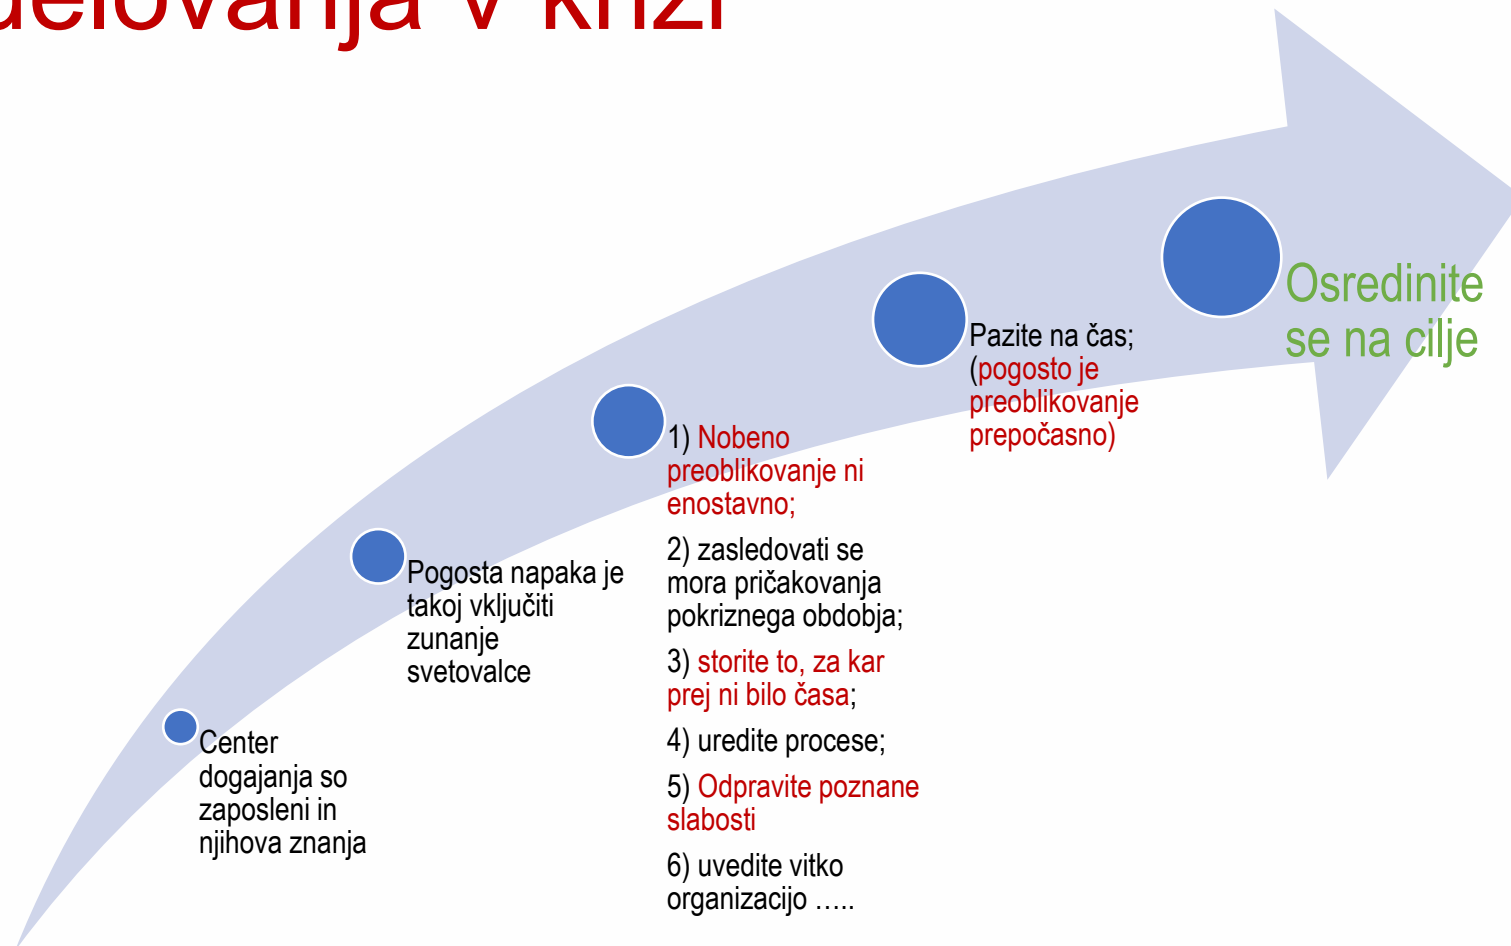 delovanja v krizi
Center
dogajanja so
zaposleni in
njihova znanja
Pogosta napaka je
takoj vključiti
zunanje
svetovalce
1) Nobeno
preoblikovanje ni
enostavno;
2) zasledovati se
mora pričakovanja
pokriznega obdobja;
3) storite to, za kar
prej ni bilo časa;
4) uredite procese;
5) Odpravite poznane
slabosti
6) uvedite vitko
organizacijo …..
Pazite na čas;
(pogosto je
preoblikovanje
prepočasno)
Osredinite
se na cilje